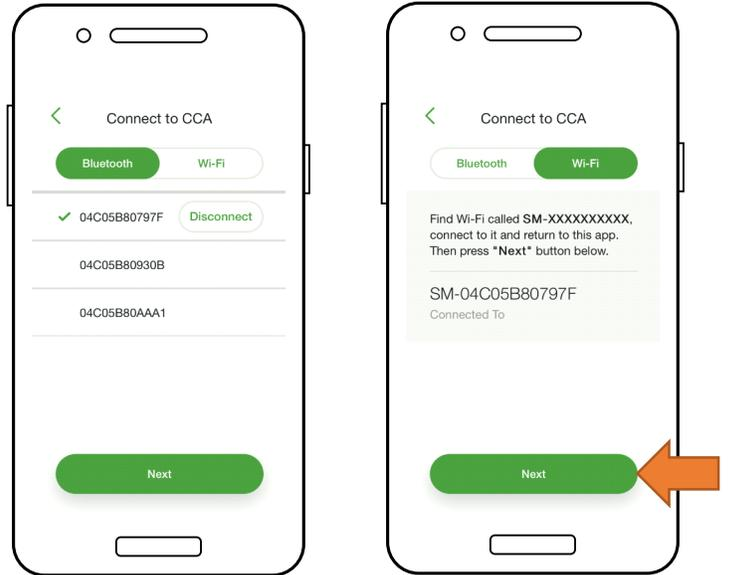 Connect to CCA
Bluetooth Wi-Fi
04C05B80797F Disconnect
04C05B80930B
04C05B80AAA1
Next
Connect to CCA
Bluetooth Wi-Fi
Find Wi-Fi called SM-XXXXXXXXXX,
connect to it and return to this app.
Then press "Next" button below.
SM-04C05B80797F
Connected To
Next